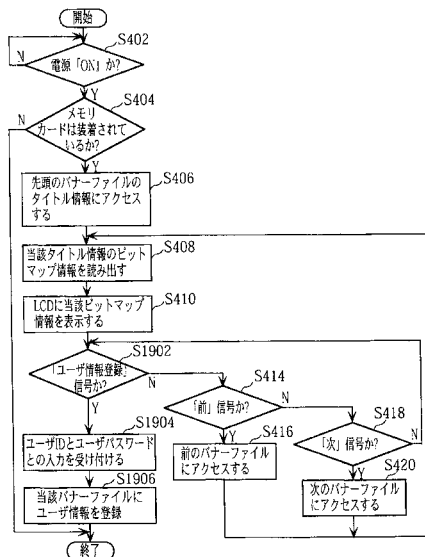 開始
S402
N
電源「ON」か?
Y
S404
N
メモリ
カードは装着されて
いるか?
Y
S406
先頭のバナーファイルの
タイトル情報にアクセス
する
S408
当該タイトル情報のビット
マップ情報を読み出す
S410
LCDに当該ビットマップ
情報を表示する
S1902
「ユーザ情報登録」
信号か?
N
Y
S414
「前」信号か?
N
Y
S418
「次」信号か?
N
Y
S1904
ユーザIDとユーザパスワード
との入力を受け付ける
S416
前のバナーファイル
にアクセスする
S420
次のバナーファイル
にアクセスする
S1906
当該バナーファイルに
ユーザ情報を登録
終了